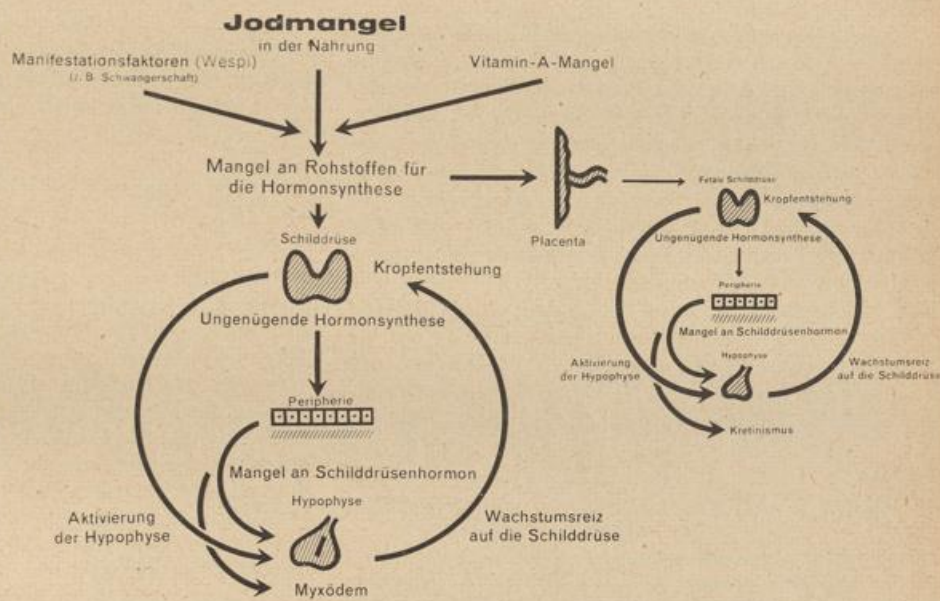 Jodmangel
in der Nahrung
Manifestationsfaktoren (Wespi)
(z. B. Schwangerschaft)
Vitamin-A-Mangel
Mangel an Rohstoffen für
die Hormonsynthese
Placenta
Fetale Schilddrüse
Kropfentstehung
Ungenügende Hormonsynthese
Peripherie
Mangel an Schilddrüsenhormon
Hypophyse
Aktivierung
der Hypophyse
Wachstumsreiz
auf die Schilddrüse
Kretinismus
Schilddrüse
Kropfentstehung
Ungenügende Hormonsynthese
Peripherie
Mangel an Schilddrüsenhormon
Hypophyse
Aktivierung
der Hypophyse
Wachstumsreiz
auf die Schilddrüse
Myxödem